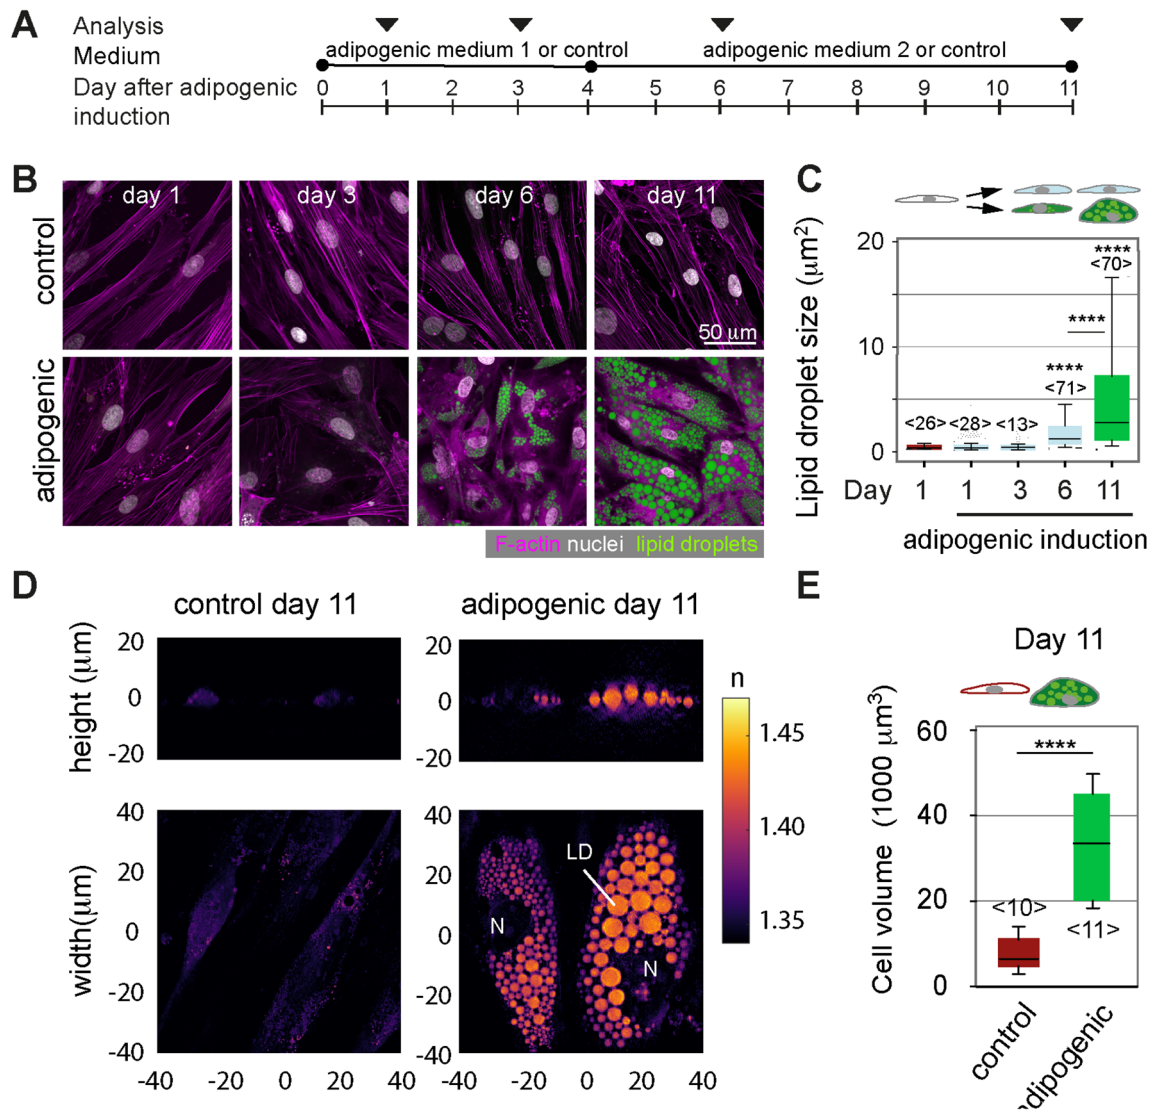 A
Analysis
Medium
adipogenic medium 1 or control
adipogenic medium 2 or control
Day after adipogenic
induction
0 1 2 3 4 5 6 7 8 9 10 11
B
day 1
day 3
day 6
day 11
control
50 μm
adipogenic
F-actin nuclei lipid droplets
C
Lipid droplet size (μm²)
20
10
0
<26>
<28>
<13>
****
<71>
****
****
<70>
Day 1 1 3 6 11
adipogenic induction
D
control day 11
adipogenic day 11
height (μm)
20
0
-20
20
0
-20
n
1.45
1.40
1.35
width(μm)
40
20
0
-20
-40
40
20
0
-20
-40
LD
N
N
-40 -20 0 20 40
-40 -20 0 20 40
E
Day 11
Cell volume (1000 μm³)
60
40
20
0
****
<10>
<11>
control
adipogenic